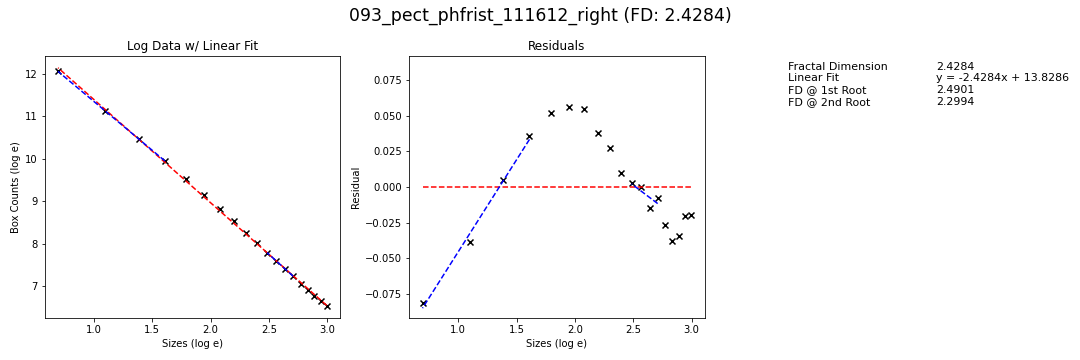 093_pect_phfrist_111612_right (FD: 2.4284)
Log Data w/ Linear Fit
Box Counts (log e)
12
11
10
9
8
7
1.0 1.5 2.0 2.5 3.0
Sizes (log e)
Residuals
Residual
0.075
0.050
0.025
0.000
−0.025
−0.050
−0.075
1.0 1.5 2.0 2.5 3.0
Sizes (log e)
Fractal Dimension 2.4284
Linear Fit y = -2.4284x + 13.8286
FD @ 1st Root 2.4901
FD @ 2nd Root 2.2994